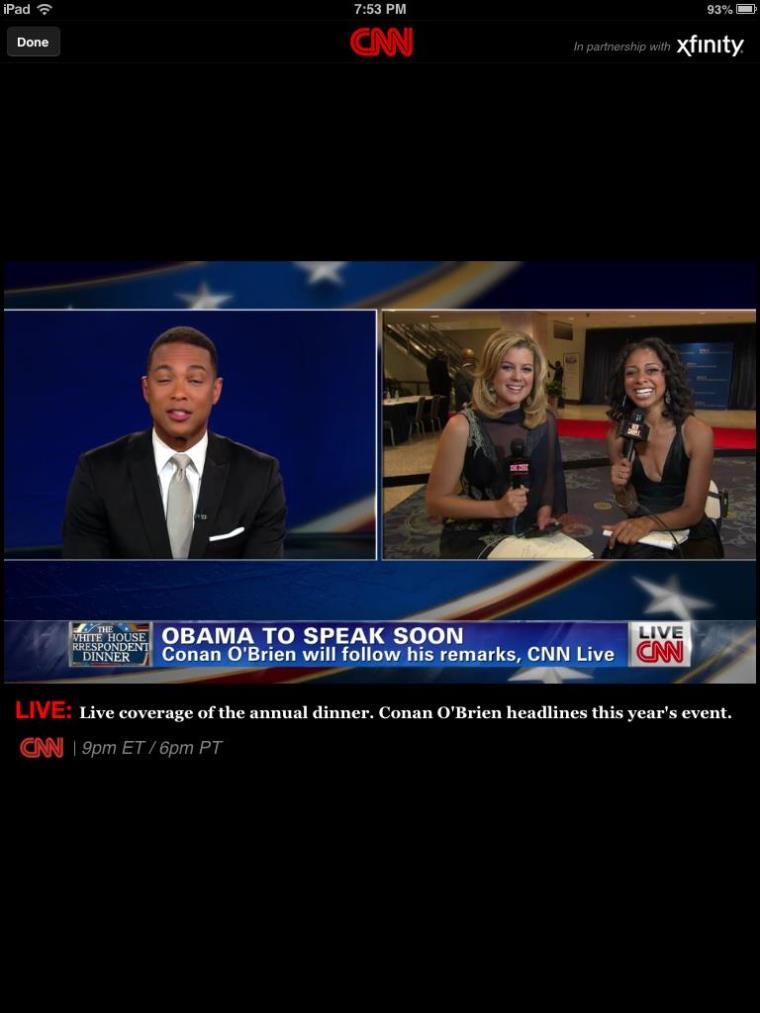 iPad 7:53 PM 93%
Done CNN In partnership with xfinity
THE
WHITE HOUSE
RRESPONDENT
DINNER
OBAMA TO SPEAK SOON
Conan O'Brien will follow his remarks, CNN Live
LIVE
CNN
LIVE: Live coverage of the annual dinner. Conan O'Brien headlines this year's event.
CNN | 9pm ET / 6pm PT